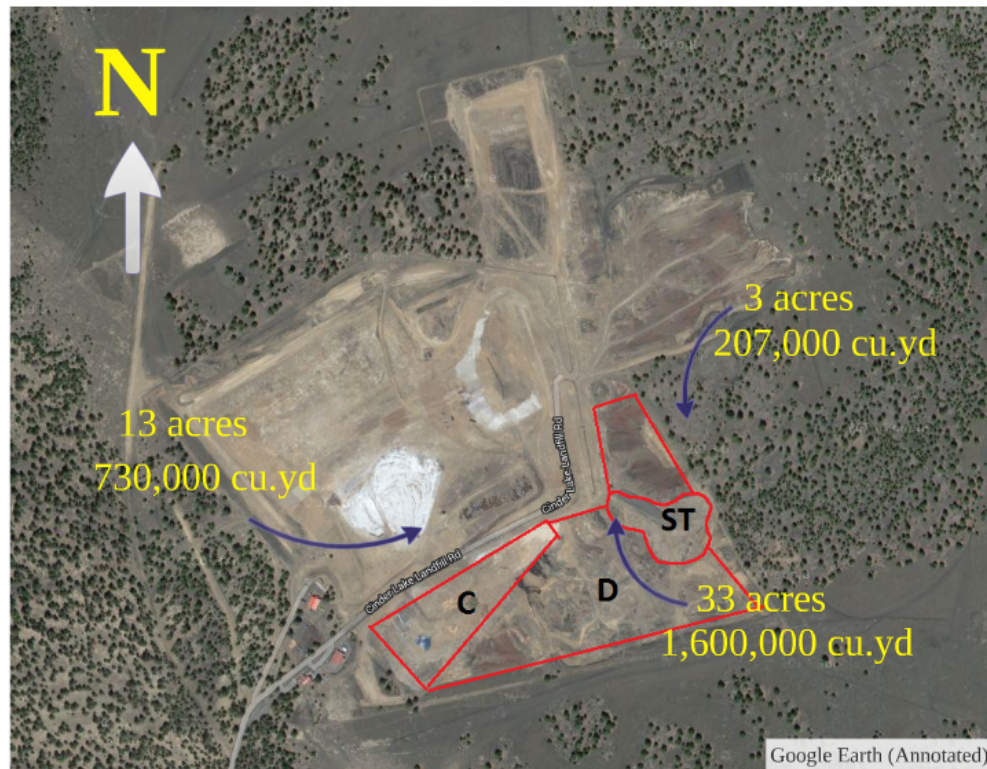 N
3 acres
207,000 cu.yd
13 acres
730,000 cu.yd
Cinder Lake Landfill Rd
Cinder Lake Landfill Rd
ST
C
D
33 acres
1,600,000 cu.yd
Google Earth (Annotated)